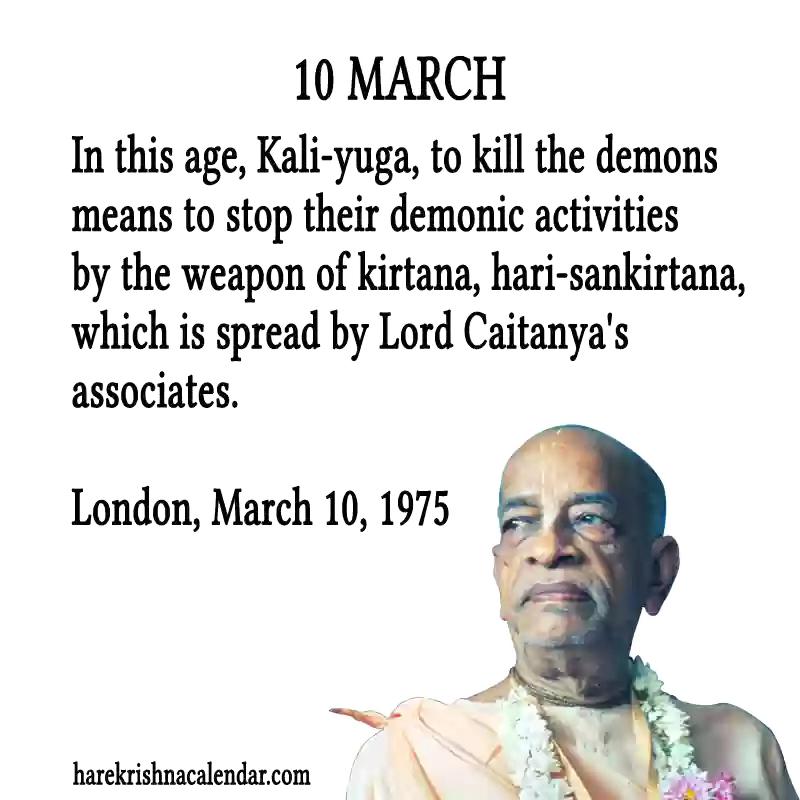 10 MARCH
In this age, Kali-yuga, to kill the demons
means to stop their demonic activities
by the weapon of kirtana, hari-sankirtana,
which is spread by Lord Caitanya's
associates.
London, March 10, 1975
harekrishnacalendar.com